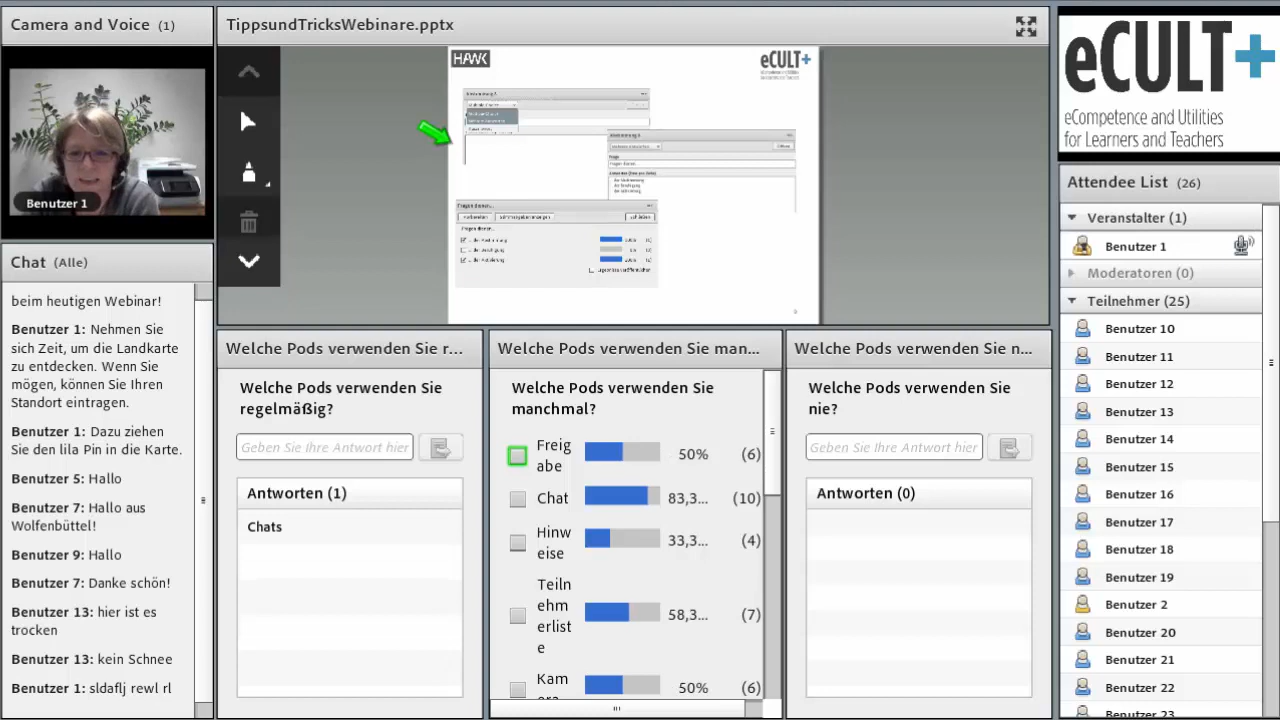 Camera and Voice (1)
Benutzer 1
Chat (Alle)
beim heutigen Webinar!
Benutzer 1: Nehmen Sie
sich Zeit, um die Landkarte
zu entdecken. Wenn Sie
mögen, können Sie Ihren
Standort eintragen.
Benutzer 1: Dazu ziehen
Sie den lila Pin in die Karte.
Benutzer 5: Hallo
Benutzer 7: Hallo aus
Wolfenbüttel!
Benutzer 9: Hallo
Benutzer 7: Danke schön!
Benutzer 13: hier ist es
trocken
Benutzer 13: kein Schnee
Benutzer 1: sldaflj rewl rl
TippsundTricksWebinare.pptx
HAWK
eCULT+
Welche Pods verwenden Sie r...
Welche Pods verwenden Sie
regelmäßig?
Geben Sie Ihre Antwort hier
Antworten (1)
Chats
Welche Pods verwenden Sie man...
Welche Pods verwenden Sie
manchmal?
Freig
abe
50% (6)
Chat 83,3... (10)
Hinw
eise
33,3... (4)
Teiln
ehm
erlist
e
58,3... (7)
Kam
era
50% (6)
Welche Pods verwenden Sie n...
Welche Pods verwenden Sie
nie?
Geben Sie Ihre Antwort hier
Antworten (0)
eCULT+
eCompetence and Utilities
for Learners and Teachers
Attendee List (26)
Veranstalter (1)
Benutzer 1
Moderatoren (0)
Teilnehmer (25)
Benutzer 10
Benutzer 11
Benutzer 12
Benutzer 13
Benutzer 14
Benutzer 15
Benutzer 16
Benutzer 17
Benutzer 18
Benutzer 19
Benutzer 2
Benutzer 20
Benutzer 21
Benutzer 22
Benutzer 23